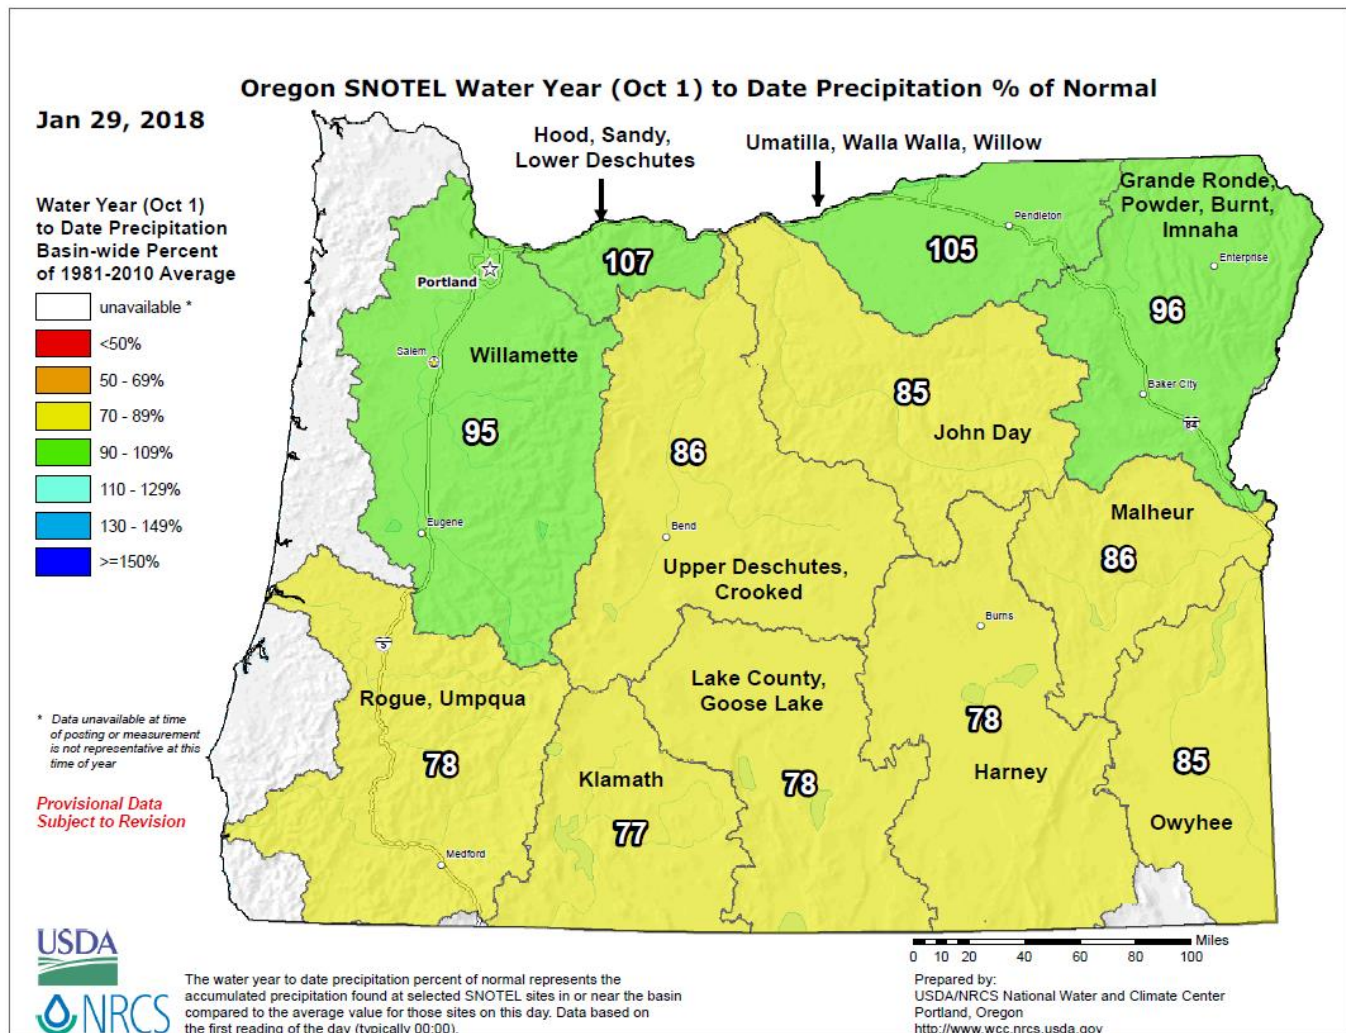 Oregon SNOTEL Water Year (Oct 1) to Date Precipitation % of Normal
Jan 29, 2018
Hood, Sandy,
Lower Deschutes
Umatilla, Walla Walla, Willow
Grande Ronde,
Powder, Burnt,
Imnaha
Water Year (Oct 1)
to Date Precipitation
Basin-wide Percent
of 1981-2010 Average
unavailable *
<50%
50 - 69%
70 - 89%
90 - 109%
110 - 129%
130 - 149%
>=150%
Pendleton
Enterprise
107
105
96
Portland
Salem
Willamette
95
Eugene
85
John Day
Baker City
84
86
Bend
Upper Deschutes,
Crooked
Malheur
86
Burns
5
Rogue, Umpqua
78
Medford
Klamath
77
Lake County,
Goose Lake
78
78
Harney
85
Owyhee
* Data unavailable at time
of posting or measurement
is not representative at this
time of year
Provisional Data
Subject to Revision
USDA
NRCS
The water year to date precipitation percent of normal represents the
accumulated precipitation found at selected SNOTEL sites in or near the basin
compared to the average value for those sites on this day. Data based on
the first reading of the day (typically 00:00).
Miles
0 10 20 40 60 80 100
Prepared by:
USDA/NRCS National Water and Climate Center
Portland, Oregon
http://www.wcc.nrcs.usda.gov